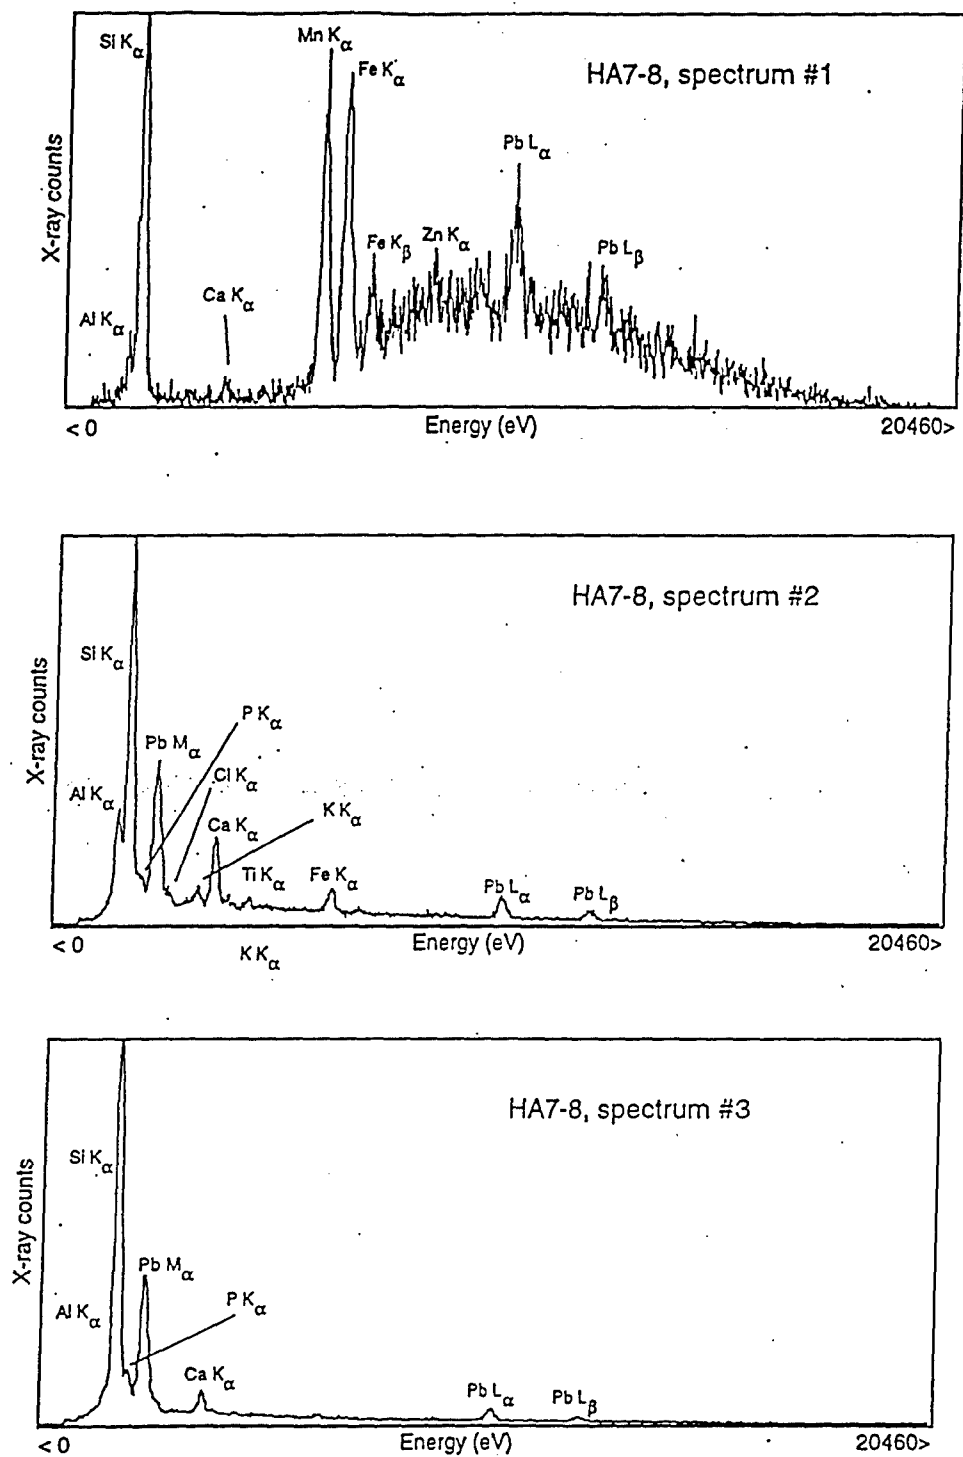 HA7-8, spectrum #1
X-ray counts
Si Kα
Mn Kα
Fe Kα
Pb Lα
Fe Kβ
Zn Kα
Pb Lβ
Ca Kα
Al Kα
< 0
Energy (eV)
20460>
HA7-8, spectrum #2
X-ray counts
Si Kα
P Kα
Pb Mα
Cl Kα
Al Kα
K Kα
Ca Kα
Ti Kα
Fe Kα
Pb Lα
Pb Lβ
< 0
Energy (eV)
20460>
K Kα
HA7-8, spectrum #3
X-ray counts
Si Kα
Pb Mα
P Kα
Al Kα
Ca Kα
Pb Lα
Pb Lβ
< 0
Energy (eV)
20460>